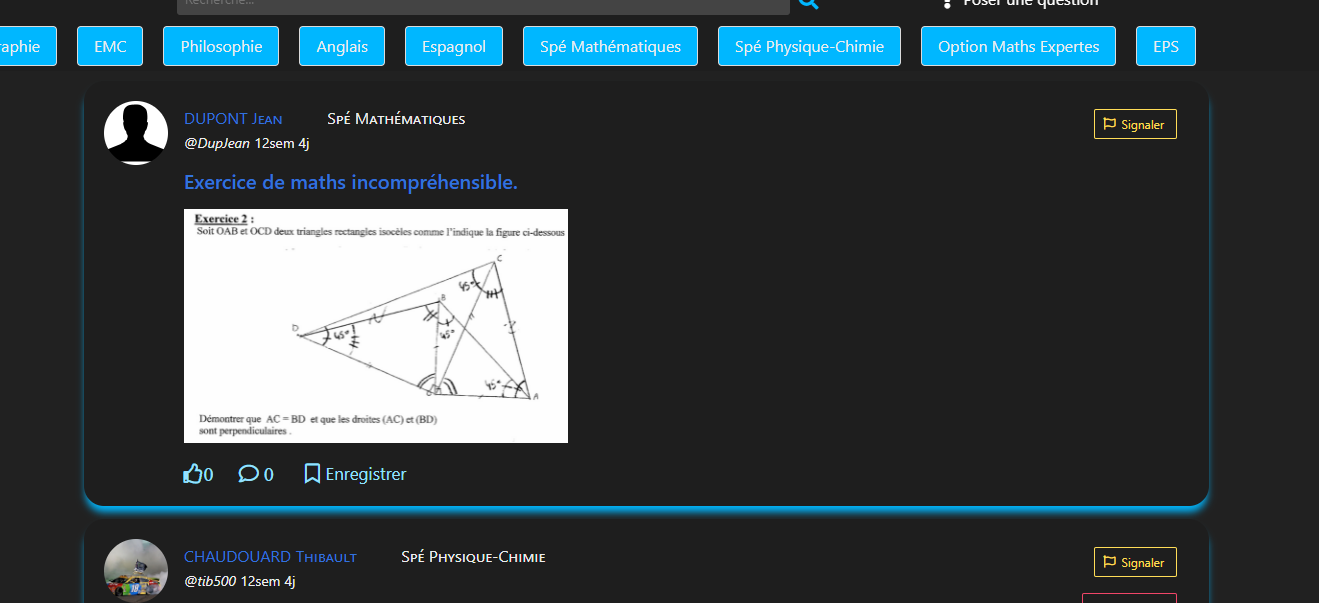 Recherche...
Poser une question
aphie EMC Philosophie Anglais Espagnol Spé Mathématiques Spé Physique-Chimie Option Maths Expertes EPS
DUPONT Jean Spé Mathématiques
Signaler
@DupJean 12sem 4j
Exercice de maths incompréhensible.
Exercice 2 :
Soit OAB et OCD deux triangles rectangles isocèles comme l'indique la figure ci-dessous
C
45°
B
D
45°
45°
45°
A
Démontrer que AC = BD et que les droites (AC) et (BD)
sont perpendiculaires .
0 0 Enregistrer
CHAUDOUARD Thibault Spé Physique-Chimie
Signaler
@tib500 12sem 4j
18